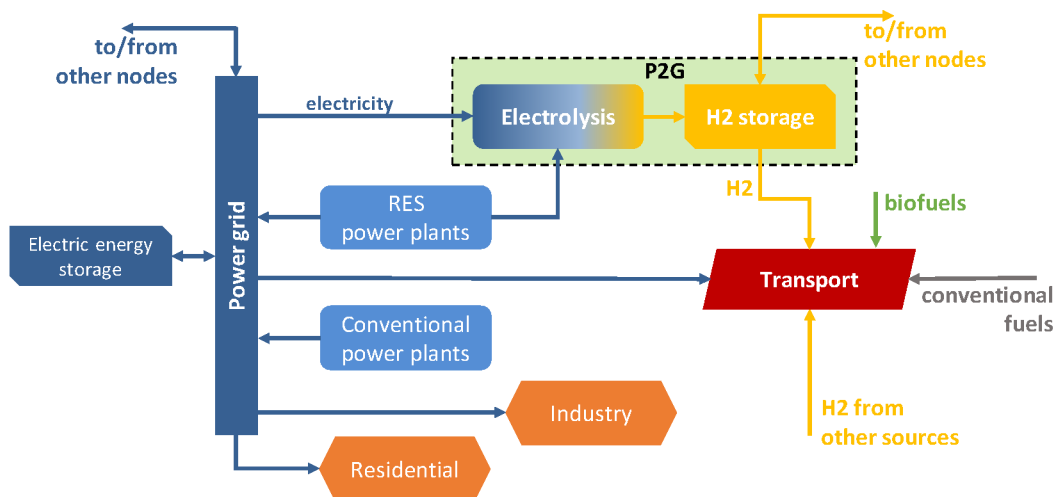 to/from
other nodes
to/from
other nodes
P2G
electricity
Electrolysis
H2 storage
H2
RES
power plants
biofuels
Electric energy
storage
Power grid
Transport
conventional
fuels
Conventional
power plants
Industry
H2 from
other sources
Residential